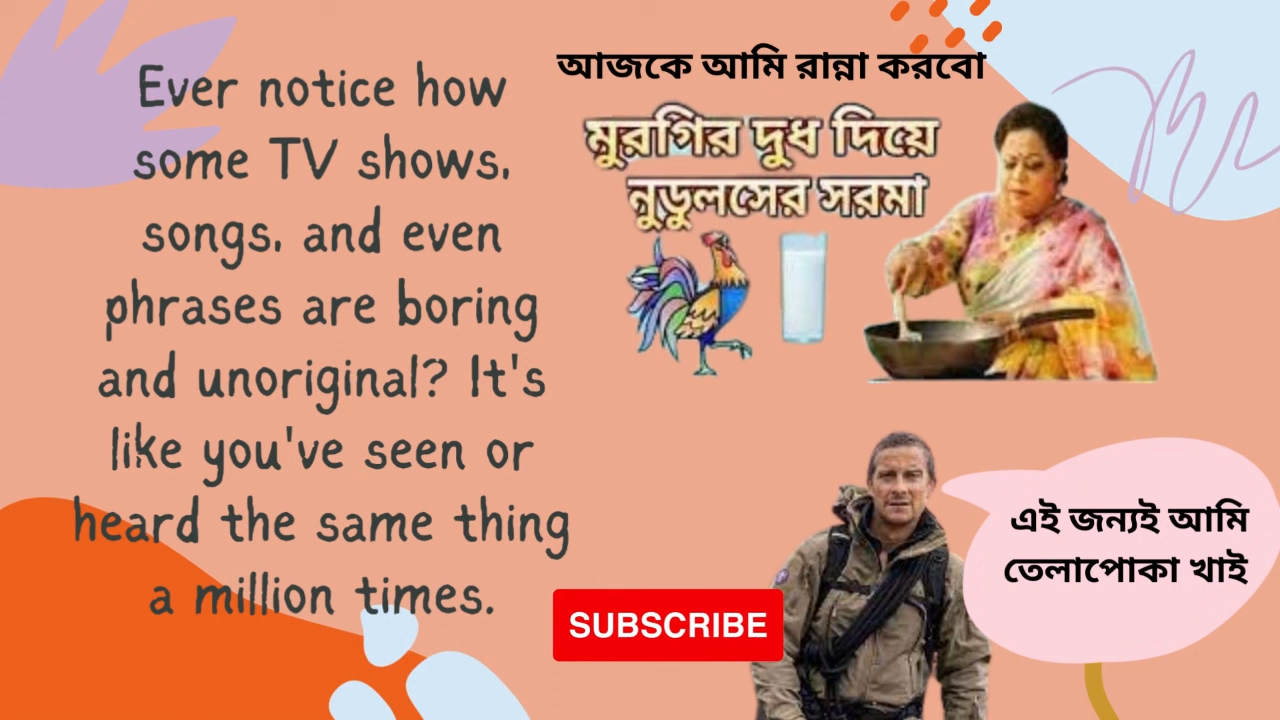 Ever notice how
some TV shows,
songs, and even
phrases are boring
and unoriginal? It's
like you've seen or
heard the same thing
a million times.
আজকে আমি রান্না করবো
মুরগির দুধ দিয়ে
নুডুলসের সরমা
এই জন্যই আমি
তেলাপোকা খাই
SUBSCRIBE